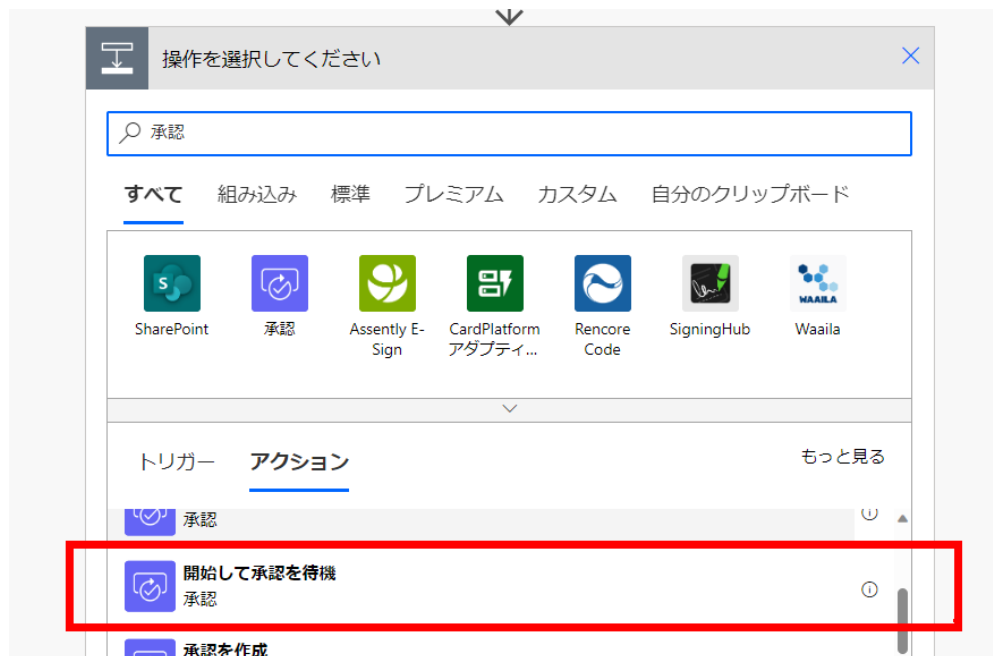 操作を選択してください
承認
すべて 組み込み 標準 プレミアム カスタム 自分のクリップボード
SharePoint 承認 Assently E-Sign CardPlatform アダプティ... Rencore Code SigningHub Waaila
トリガー アクション もっと見る
承認
開始して承認を待機
承認
承認を作成